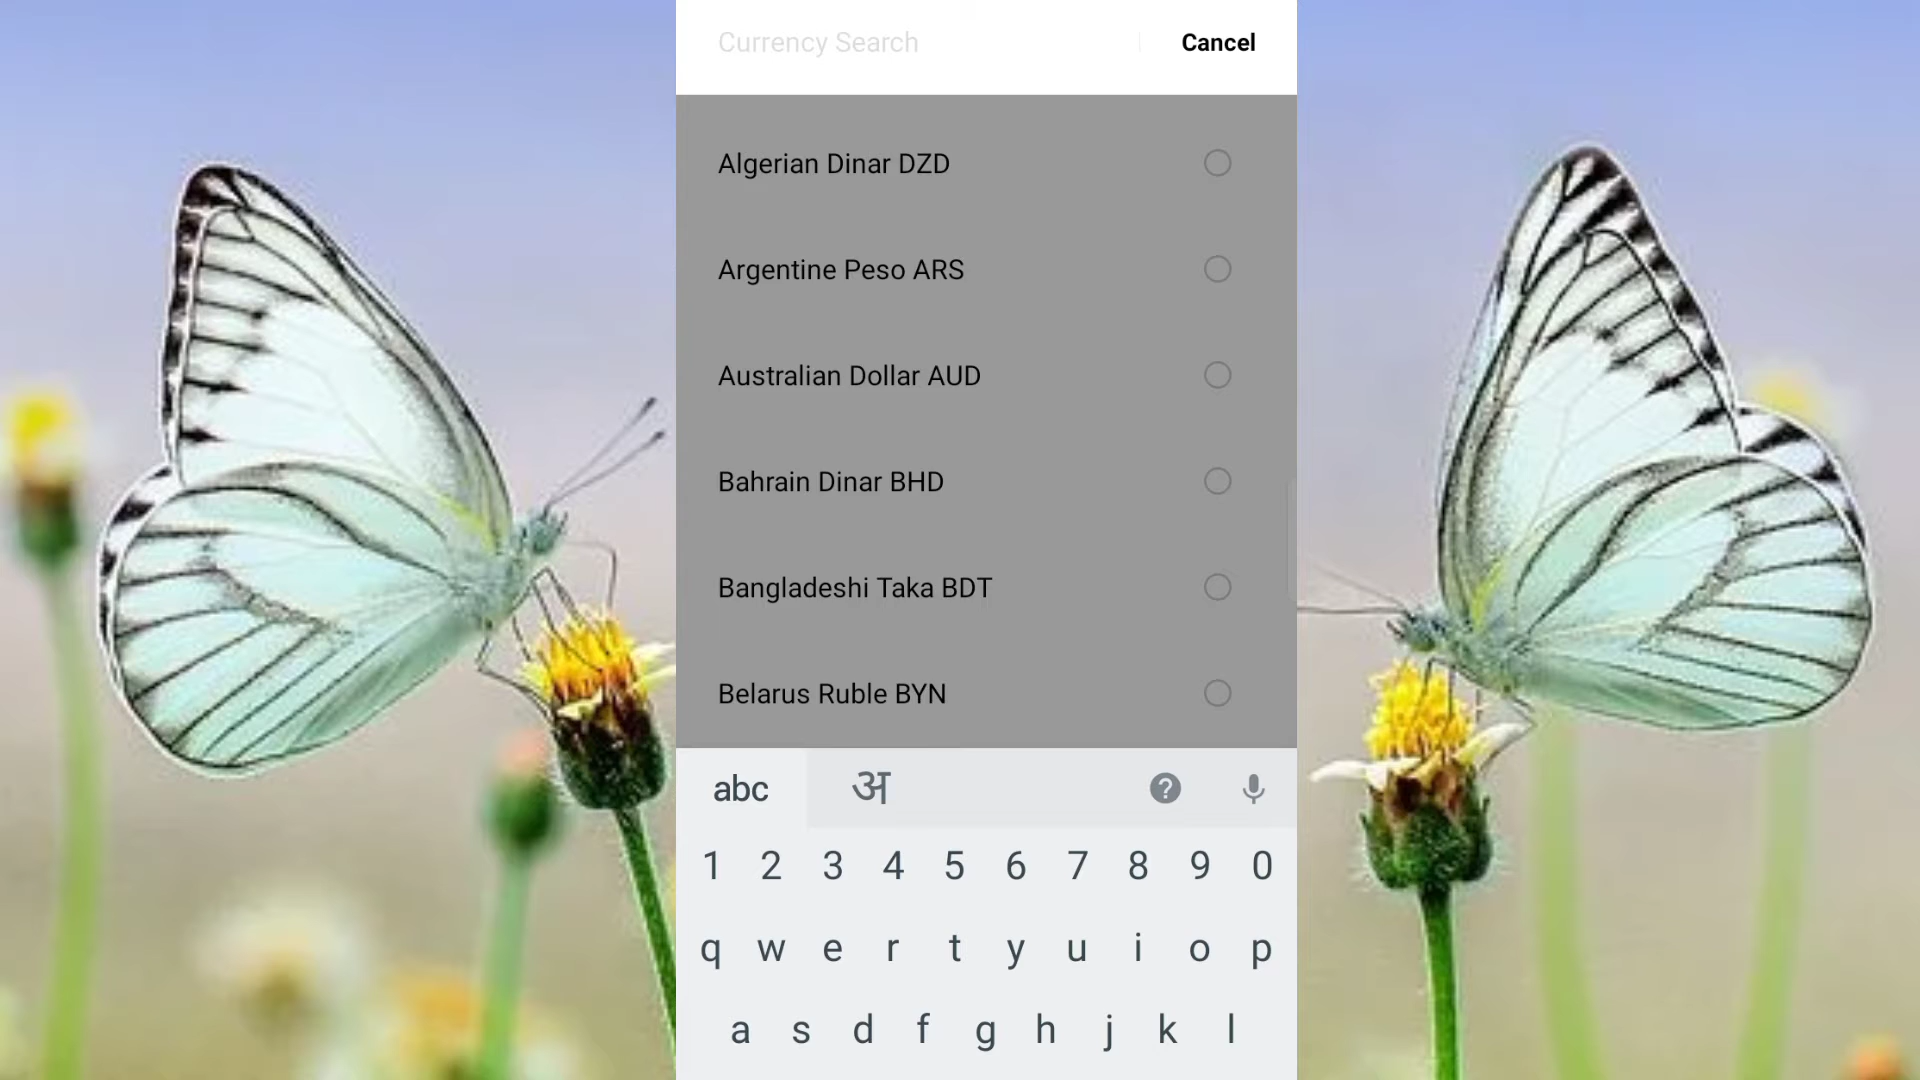 Currency Search
Cancel
Algerian Dinar DZD
Argentine Peso ARS
Australian Dollar AUD
Bahrain Dinar BHD
Bangladeshi Taka BDT
Belarus Ruble BYN
abc अ ?
1 2 3 4 5 6 7 8 9 0
q w e r t y u i o p
a s d f g h j k l